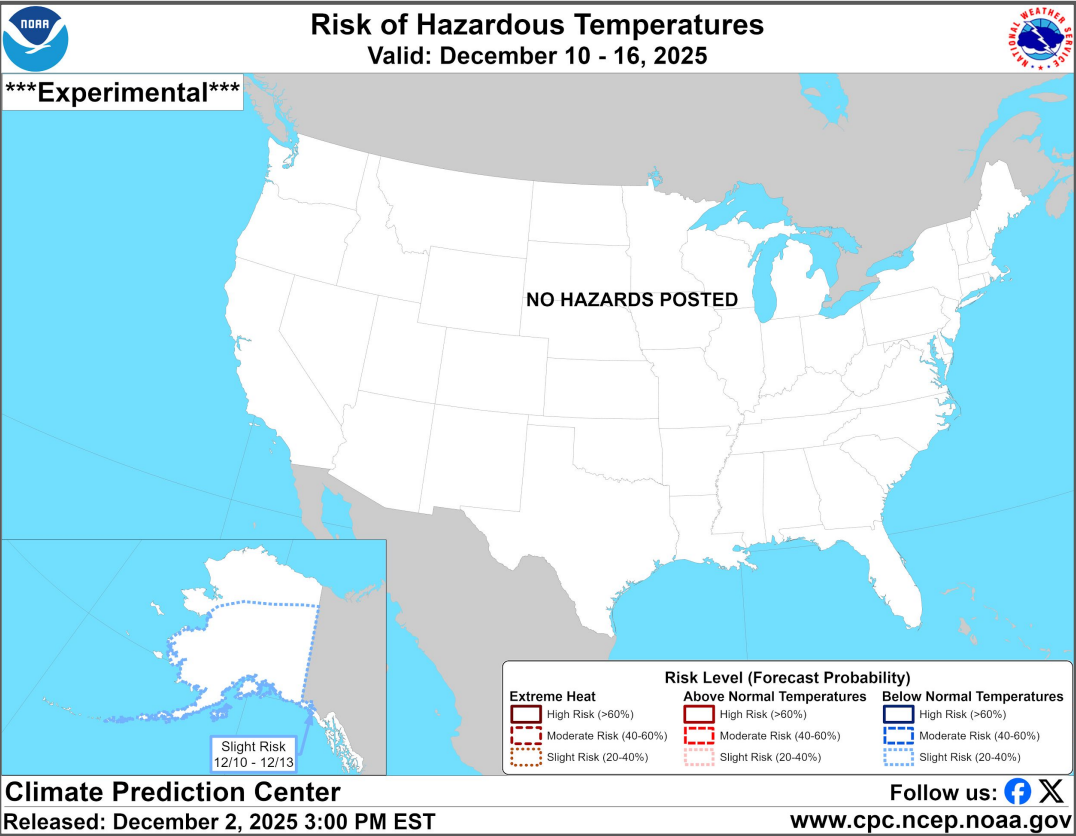 NOAA
Risk of Hazardous Temperatures
Valid: December 10 - 16, 2025
NATIONAL WEATHER SERVICE
***Experimental***
NO HAZARDS POSTED
Slight Risk
12/10 - 12/13
Risk Level (Forecast Probability)
Extreme Heat
High Risk (>60%)
Moderate Risk (40-60%)
Slight Risk (20-40%)
Above Normal Temperatures
High Risk (>60%)
Moderate Risk (40-60%)
Slight Risk (20-40%)
Below Normal Temperatures
High Risk (>60%)
Moderate Risk (40-60%)
Slight Risk (20-40%)
Climate Prediction Center
Follow us:
Released: December 2, 2025 3:00 PM EST
www.cpc.ncep.noaa.gov